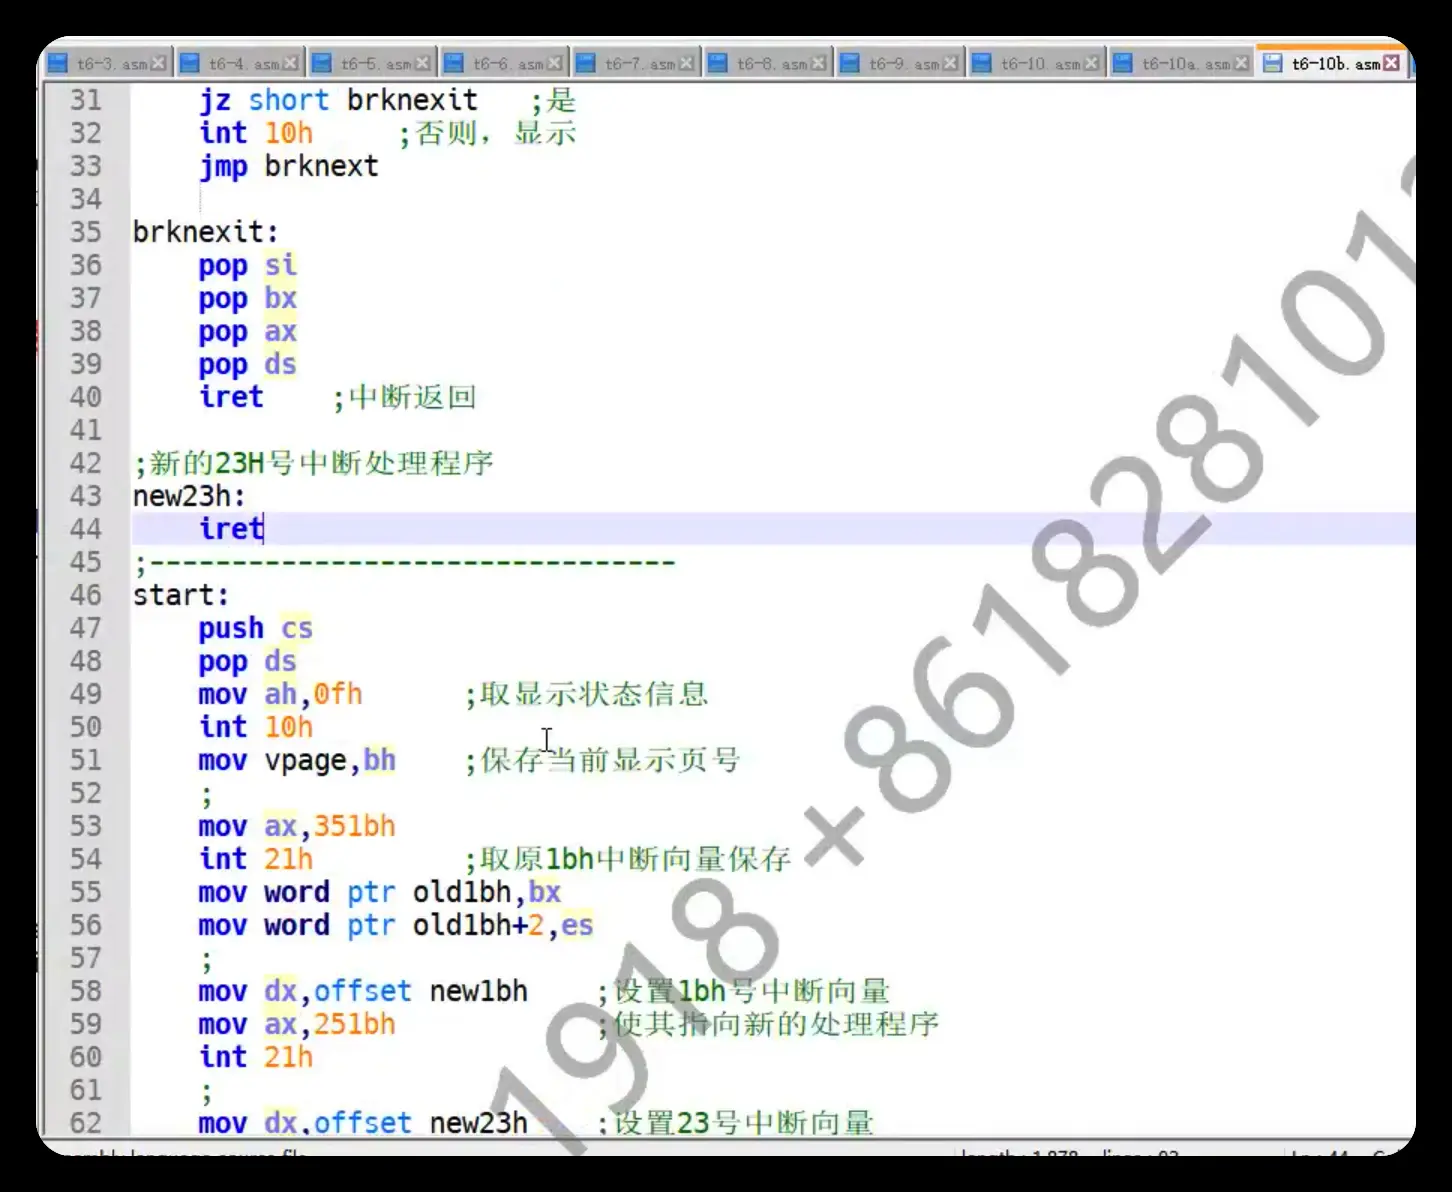 t6-3.asm t6-4.asm t6-5.asm t6-6.asm t6-7.asm t6-8.asm t6-9.asm t6-10.asm t6-10a.asm t6-10b.asm
31 jz short brknexit ;是
32 int 10h ;否则，显示
33 jmp brknext
34
35 brknexit:
36 pop si
37 pop bx
38 pop ax
39 pop ds
40 iret ;中断返回
41
42 ;新的23H号中断处理程序
43 new23h:
44 iret
45 ;--------------------------------
46 start:
47 push cs
48 pop ds
49 mov ah,0fh ;取显示状态信息
50 int 10h
51 mov vpage,bh ;保存当前显示页号
52 ;
53 mov ax,351bh
54 int 21h ;取原1bh中断向量保存
55 mov word ptr old1bh,bx
56 mov word ptr old1bh+2,es
57 ;
58 mov dx,offset new1bh ;设置1bh号中断向量
59 mov ax,251bh ;使其指向新的处理程序
60 int 21h
61 ;
62 mov dx,offset new23h ;设置23号中断向量
1918 +861828101